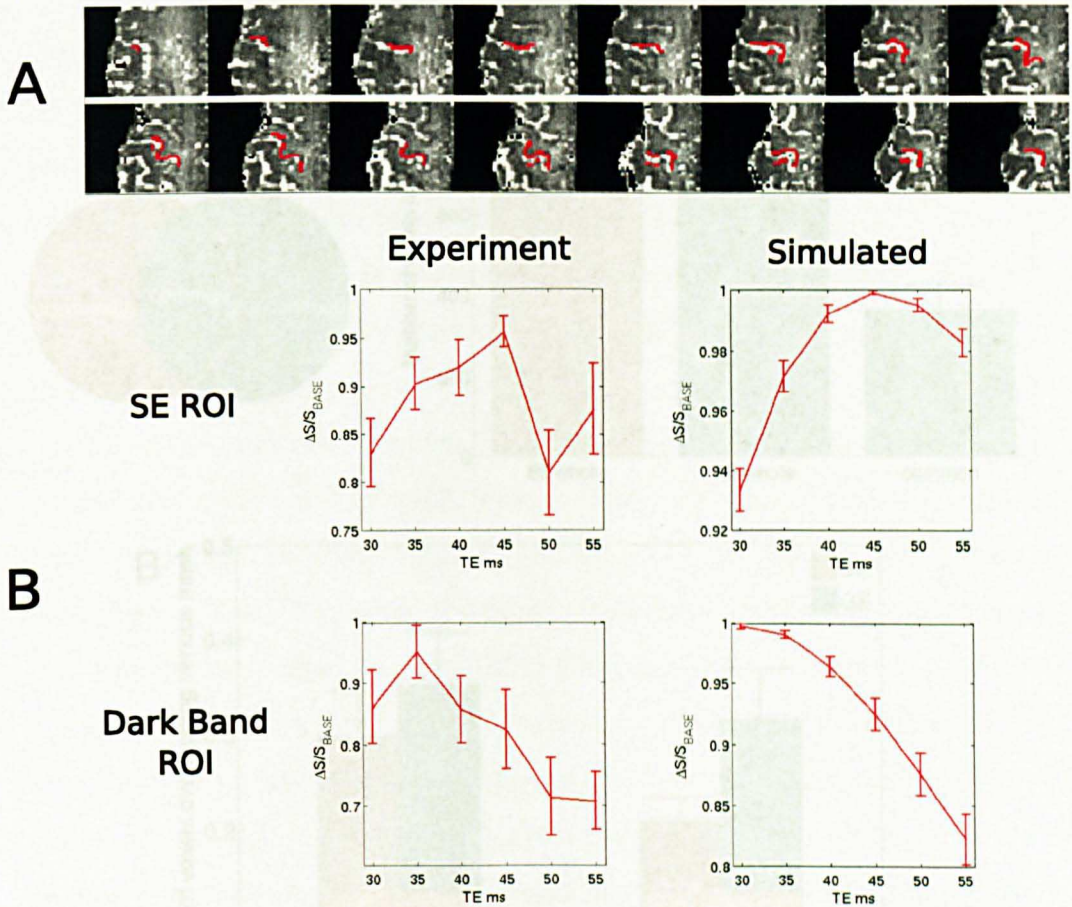 A
Experiment
Simulated
SE ROI
ΔS/S_BASE
1
0.95
0.9
0.85
0.8
0.75
30 35 40 45 50 55
TE ms
ΔS/S_BASE
1
0.98
0.96
0.94
0.92
30 35 40 45 50 55
TE ms
B
Dark Band
ROI
ΔS/S_BASE
1
0.9
0.8
0.7
30 35 40 45 50 55
TE ms
ΔS/S_BASE
1
0.95
0.9
0.85
0.8
30 35 40 45 50 55
TE ms